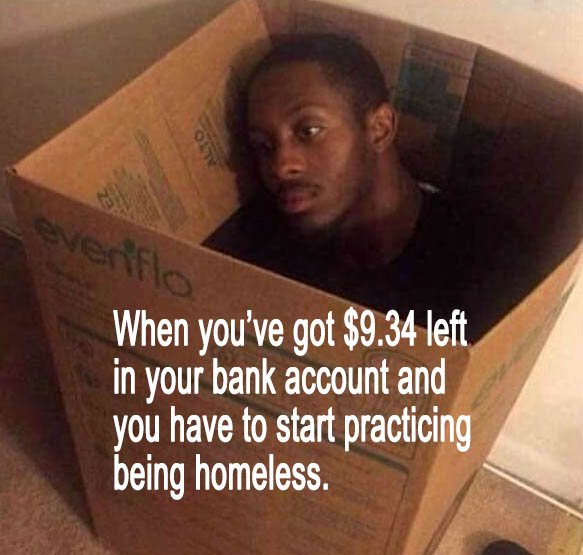 evenflo
When you've got $9.34 left
in your bank account and
you have to start practicing
being homeless.